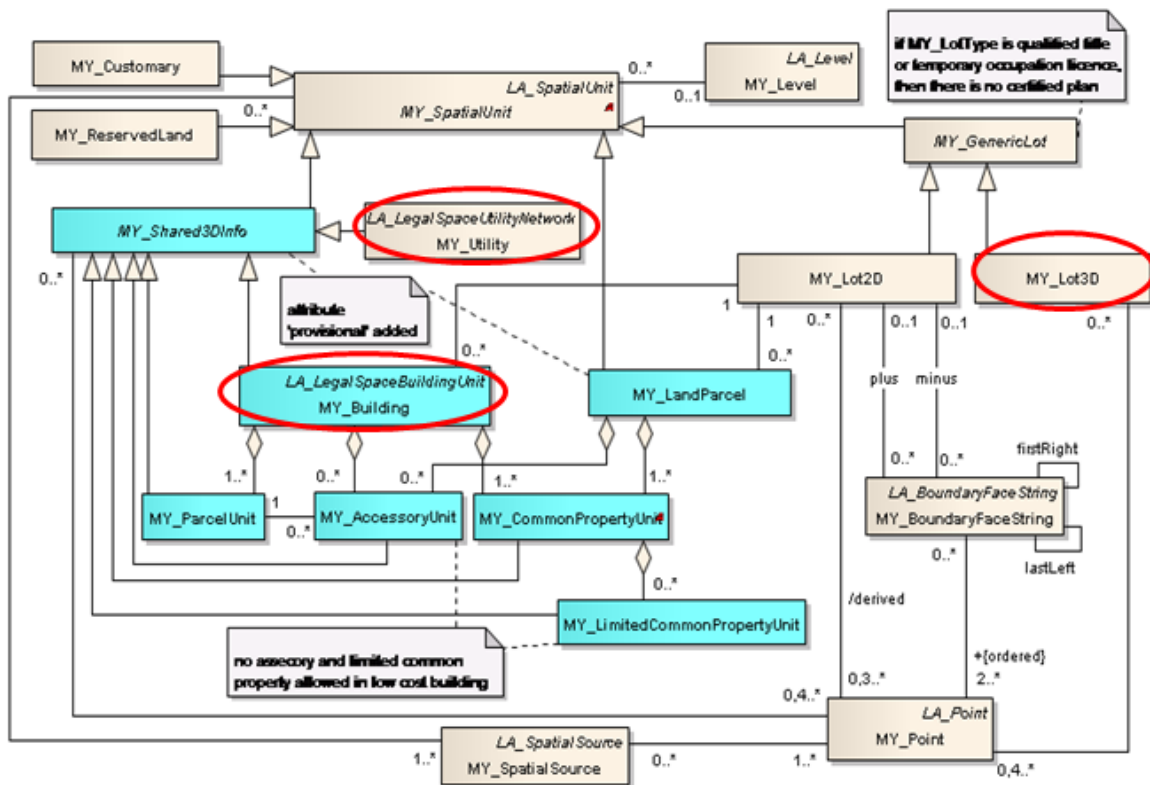 MY_Customary
LA_SpatialUnit
MY_SpatialUnit
0..*
0..1
LA_Level
MY_Level
if MY_LotType is qualified title
or temporary occupation licence,
then there is no certified plan
0..*
MY_ReservedLand
MY_GenericLot
MY_Shared3DInfo
LA_LegalSpaceUtilityNetwork
MY_Utility
0..*
attribute
'provisional' added
MY_Lot2D
MY_Lot3D
1
1
0..*
0..1
0..1
0..*
0..*
0..*
plus
minus
LA_LegalSpaceBuildingUnit
MY_Building
MY_LandParcel
1..*
0..*
1..*
0..*
1..*
0..*
0..*
firstRight
LA_BoundaryFaceString
MY_BoundaryFaceString
lastLeft
0..*
MY_ParcelUnit
1
0..*
MY_AccessoryUnit
MY_CommonPropertyUnit
0..*
MY_LimitedCommonPropertyUnit
/derived
no assecory and limited common
property allowed in low cost building
+{ordered}
2..*
0,4..*
0,3..*
LA_Point
MY_Point
LA_SpatialSource
MY_SpatialSource
1..*
0..*
1..*
0,4..*